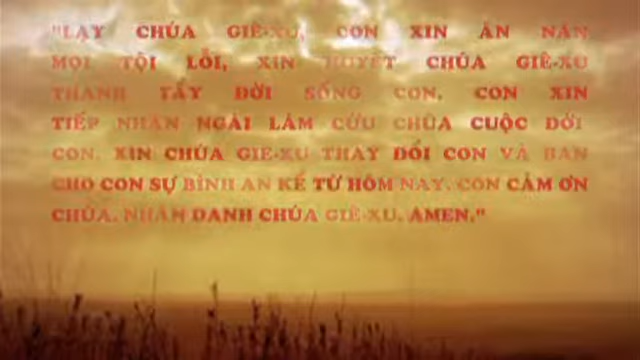 "LẠY CHÚA GIÊ-XU, CON XIN ĂN NĂN
MỌI TỘI LỖI, XIN HUYẾT CHÚA GIÊ-XU
THANH TẨY ĐỜI SỐNG CON. CON XIN
TIẾP NHẬN NGÀI LÀM CỨU CHÚA CUỘC ĐỜI
CON. XIN CHÚA GIÊ-XU THAY ĐỔI CON VÀ BAN
CHO CON SỰ BÌNH AN KỂ TỪ HÔM NAY. CON CẢM ƠN
CHÚA. NHÂN DANH CHÚA GIÊ-XU. AMEN."